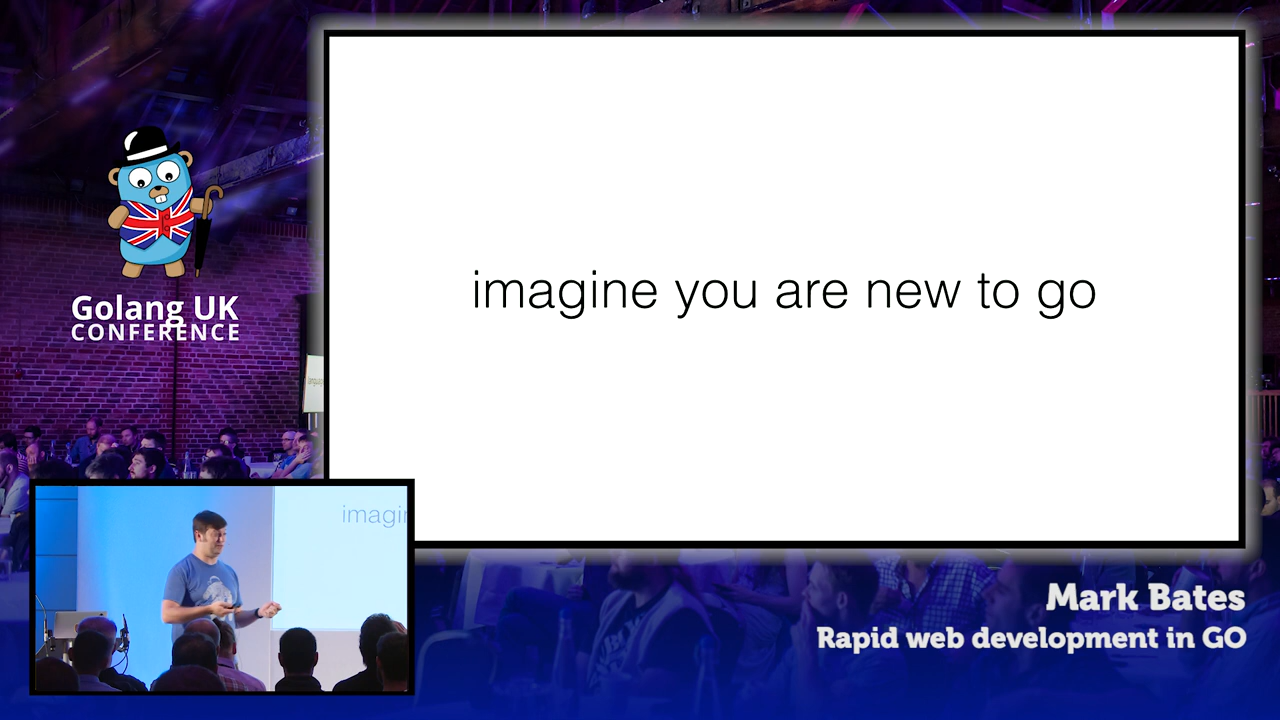 Golang UK
CONFERENCE
imagine you are new to go
imagin
Mark Bates
Rapid web development in GO